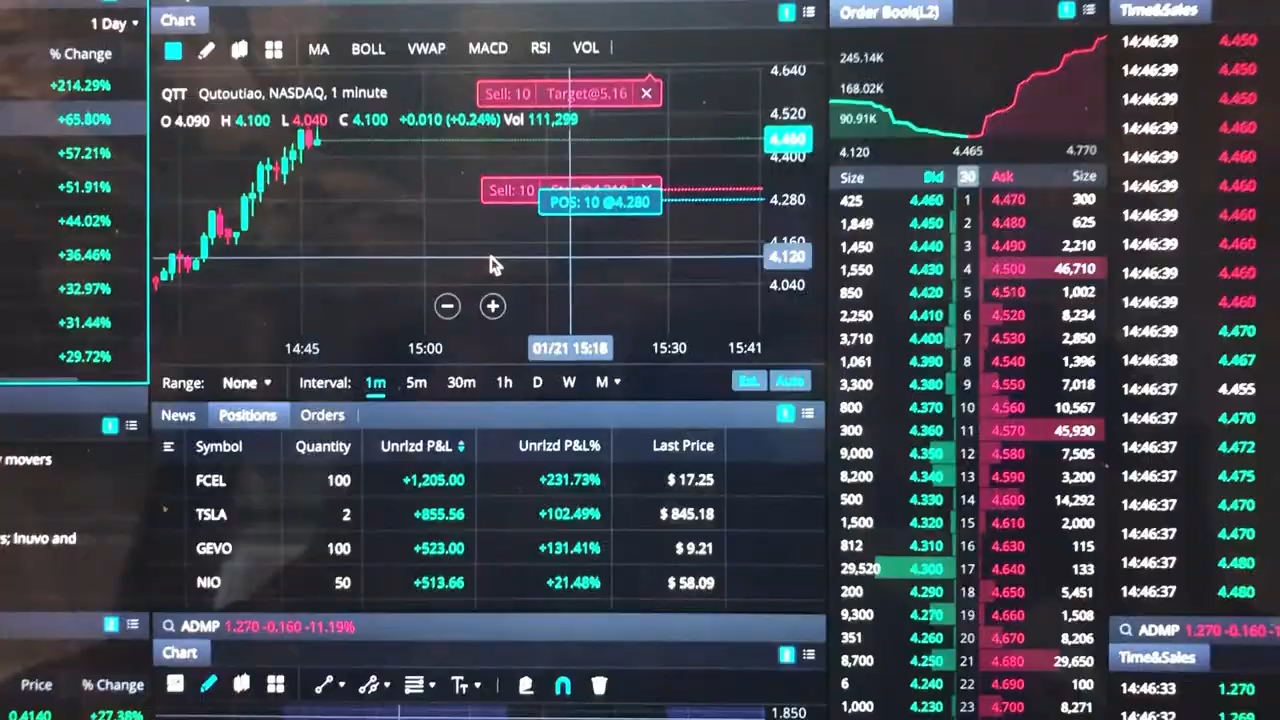 1 Day
% Change
+214.29%
+65.80%
+57.21%
+51.91%
+44.02%
+36.46%
+32.97%
+31.44%
+29.72%
movers
s; Inuvo and
Price % Change
0.4140 +27.38%
Chart
MA BOLL VWAP MACD RSI VOL
QTT Qutoutiao, NASDAQ, 1 minute
O 4.090 H 4.100 L 4.040 C 4.100 +0.010 (+0.24%) Vol 111,299
Sell: 10 Target@5.16
Sell: 10
POS: 10 @4.280
4.640
4.520
4.460
4.400
4.280
4.160
4.120
4.040
14:45 15:00 01/21 15:18 15:30 15:41
Range: None Interval: 1m 5m 30m 1h D W M Ext. Auto
News Positions Orders
Symbol Quantity Unrlzd P&L Unrlzd P&L% Last Price
FCEL 100 +1,205.00 +231.73% $ 17.25
TSLA 2 +855.56 +102.49% $ 845.18
GEVO 100 +523.00 +131.41% $ 9.21
NIO 50 +513.66 +21.48% $ 58.09
ADMP 1.270 -0.160 -11.19%
Chart
1.850
Order Book(L2)
245.14K
168.02K
90.91K
4.120 4.465 4.770
Size Bid 30 Ask Size
425 4.460 1 4.470 300
1,849 4.450 2 4.480 625
1,450 4.440 3 4.490 2,210
1,550 4.430 4 4.500 46,710
850 4.420 5 4.510 1,002
2,250 4.410 6 4.520 8,234
3,710 4.400 7 4.530 2,850
1,061 4.390 8 4.540 1,396
3,300 4.380 9 4.550 7,018
800 4.370 10 4.560 10,567
300 4.360 11 4.570 45,930
9,000 4.350 12 4.580 7,505
8,200 4.340 13 4.590 3,200
500 4.330 14 4.600 14,292
1,500 4.320 15 4.610 2,000
812 4.310 16 4.630 115
29,520 4.300 17 4.640 133
200 4.290 18 4.650 5,451
9,300 4.270 19 4.660 1,508
351 4.260 20 4.670 8,206
8,700 4.250 21 4.680 29,650
6 4.240 22 4.690 100
1,000 4.230 23 4.700 8,271
Time&Sales
14:46:39 4.450
14:46:39 4.450
14:46:39 4.450
14:46:39 4.460
14:46:39 4.460
14:46:39 4.460
14:46:39 4.460
14:46:39 4.460
14:46:39 4.460
14:46:39 4.460
14:46:39 4.470
14:46:38 4.467
14:46:37 4.455
14:46:37 4.470
14:46:37 4.472
14:46:37 4.475
14:46:37 4.470
14:46:37 4.470
14:46:37 4.480
14:46:37 4.480
ADMP 1.270 -0.160
Time&Sales
14:46:33 1.270
14:46:32 1.269